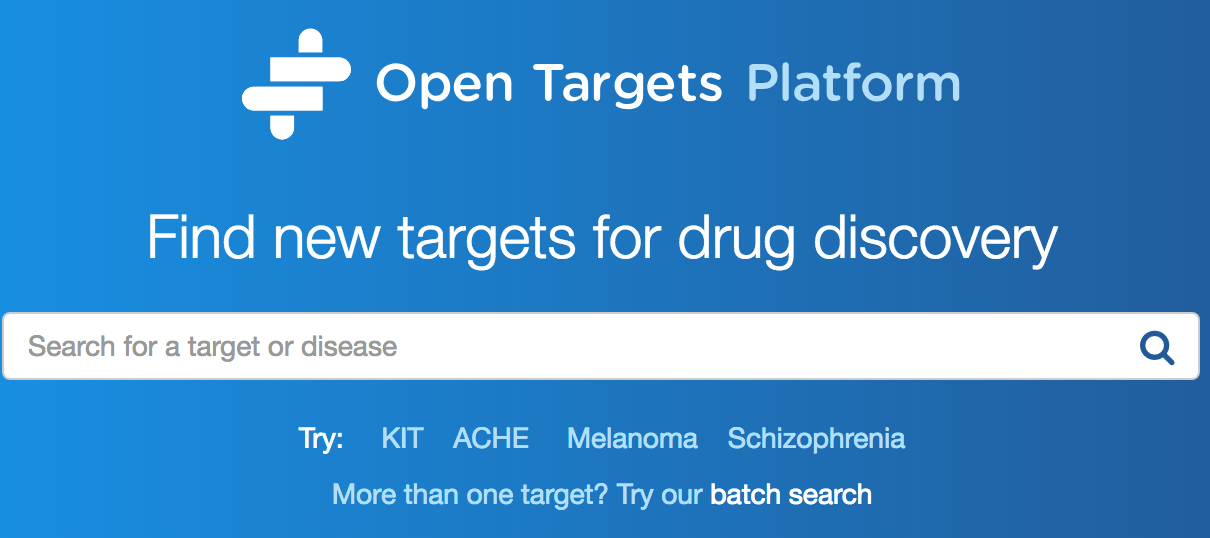 Open Targets Platform
Find new targets for drug discovery
Search for a target or disease
Try: KIT ACHE Melanoma Schizophrenia
More than one target? Try our batch search